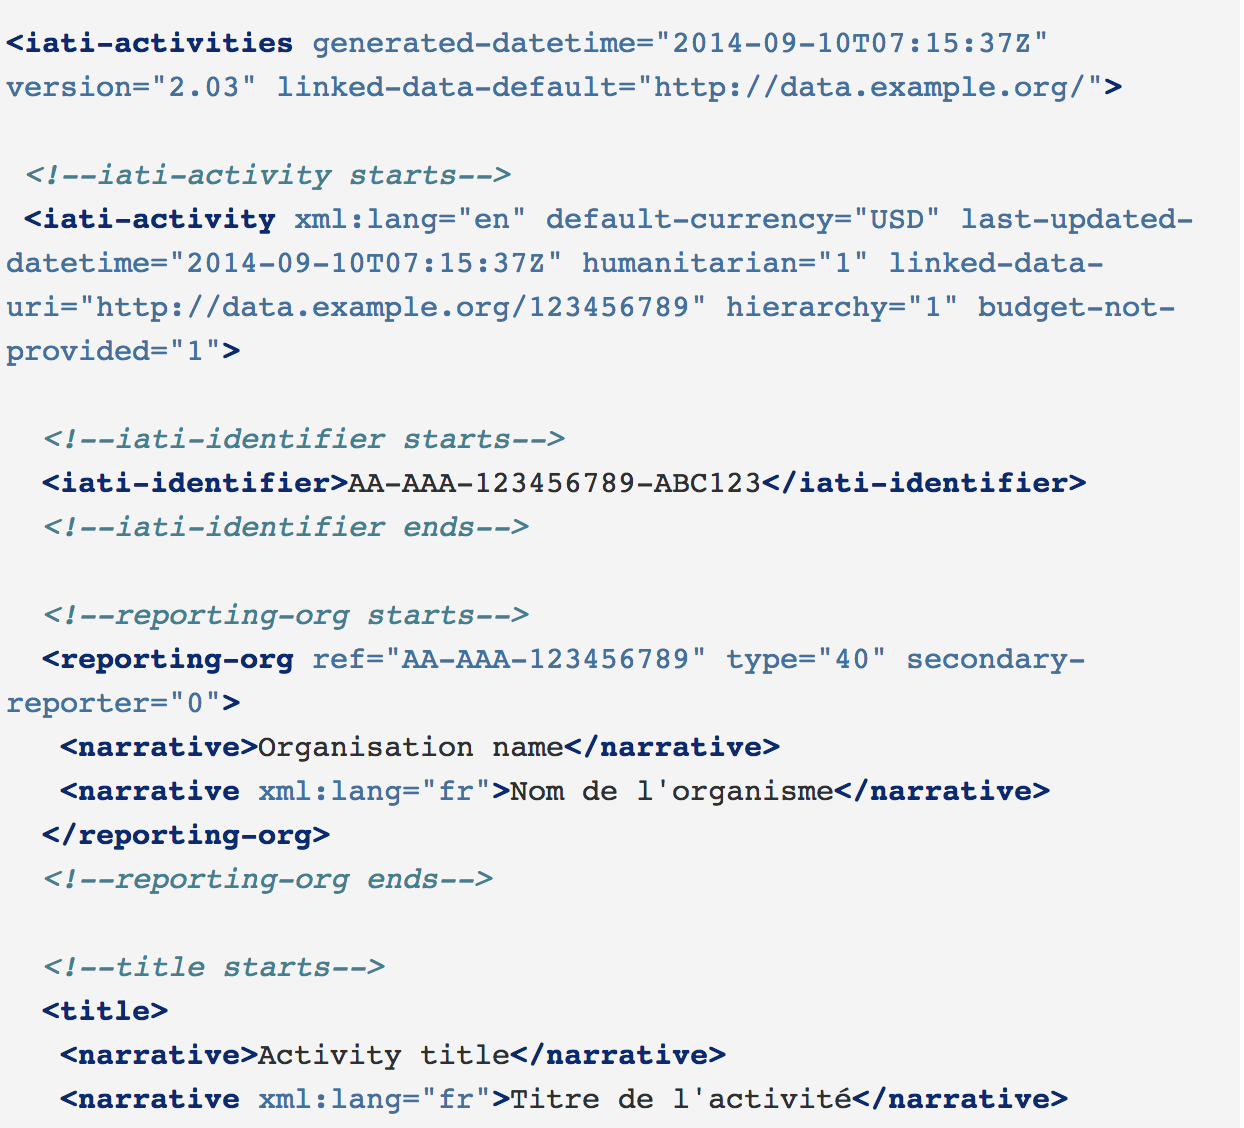 <iati-activities generated-datetime="2014-09-10T07:15:37Z"
version="2.03" linked-data-default="http://data.example.org/">
<!--iati-activity starts-->
<iati-activity xml:lang="en" default-currency="USD" last-updated-
datetime="2014-09-10T07:15:37Z" humanitarian="1" linked-data-
uri="http://data.example.org/123456789" hierarchy="1" budget-not-
provided="1">
<!--iati-identifier starts-->
<iati-identifier>AA-AAA-123456789-ABC123</iati-identifier>
<!--iati-identifier ends-->
<!--reporting-org starts-->
<reporting-org ref="AA-AAA-123456789" type="40" secondary-
reporter="0">
<narrative>Organisation name</narrative>
<narrative xml:lang="fr">Nom de l'organisme</narrative>
</reporting-org>
<!--reporting-org ends-->
<!--title starts-->
<title>
<narrative>Activity title</narrative>
<narrative xml:lang="fr">Titre de l'activité</narrative>